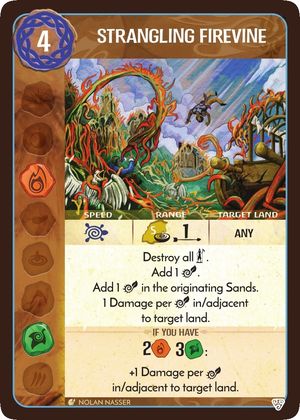 4 STRANGLING FIREVINE
SPEED RANGE TARGET LAND
1 ANY
Destroy all .
Add 1 .
Add 1 in the originating Sands.
1 Damage per in/adjacent
to target land.
IF YOU HAVE
2 3 :
+1 Damage per
in/adjacent to target land.
NOLAN NASSER